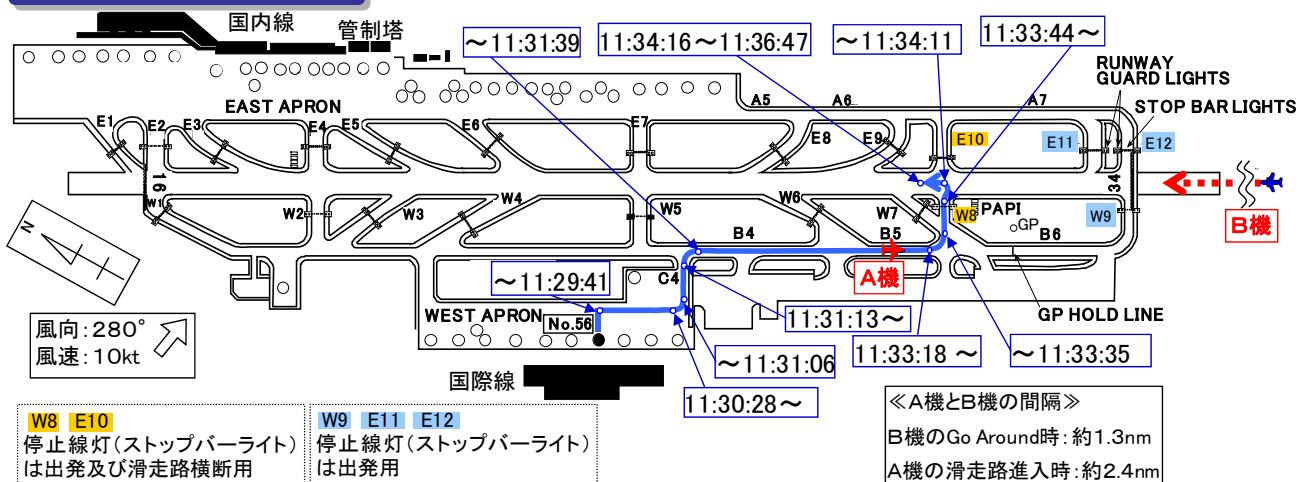 国内線
管制塔
～11:31:39
11:34:16～11:36:47
～11:34:11
11:33:44～
RUNWAY
GUARD LIGHTS
STOP BAR LIGHTS
EAST APRON
A5
A6
A7
E1
E2
E3
E4
E5
E6
E7
E8
E9
E10
E11
E12
16
34
W1
W2
W3
W4
W5
W6
W7
W8
PAPI
GP
W9
B4
B5
B6
B機
A機
C4
N
～11:29:41
WEST APRON
No.56
11:31:13～
GP HOLD LINE
風向:280°
風速:10kt
～11:31:06
11:33:18 ～
～11:33:35
国際線
11:30:28～
W8 E10
停止線灯(ストップバーライト)
は出発及び滑走路横断用
W9 E11 E12
停止線灯(ストップバーライト)
は出発用
≪A機とB機の間隔≫
B機のGo Around時:約1.3nm
A機の滑走路進入時:約2.4nm